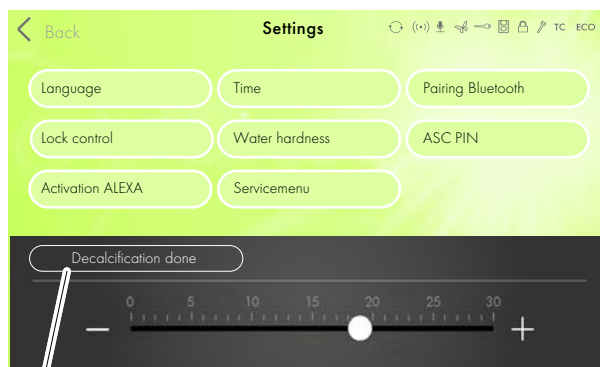 Back Settings TC ECO
Language Time Pairing Bluetooth
Lock control Water hardness ASC PIN
Activation ALEXA Servicemenu
Decalcification done
0 5 10 15 20 25 30